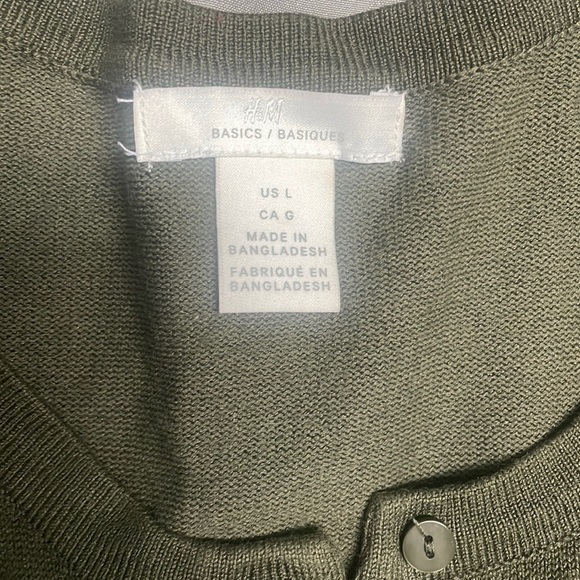 H&M
BASICS / BASIQUES
US L
CA G
MADE IN
BANGLADESH
FABRIQUÉ EN
BANGLADESH